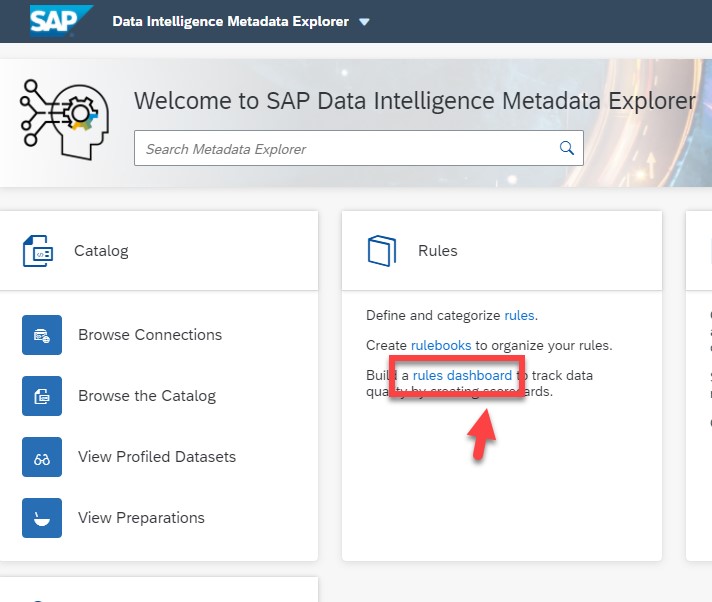 SAP
Data Intelligence Metadata Explorer
Welcome to SAP Data Intelligence Metadata Explorer
Search Metadata Explorer
Catalog
Browse Connections
Browse the Catalog
View Profiled Datasets
View Preparations
Rules
Define and categorize rules.
Create rulebooks to organize your rules.
Build a rules dashboard to track data
quality by creating scorecards.